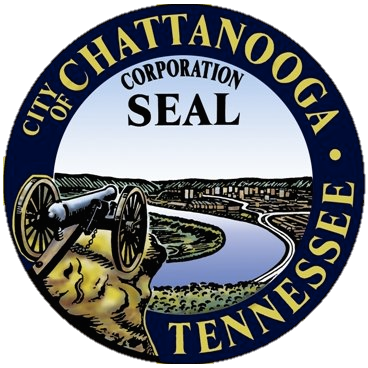 CITY OF CHATTANOOGA • TENNESSEE
CORPORATION
SEAL